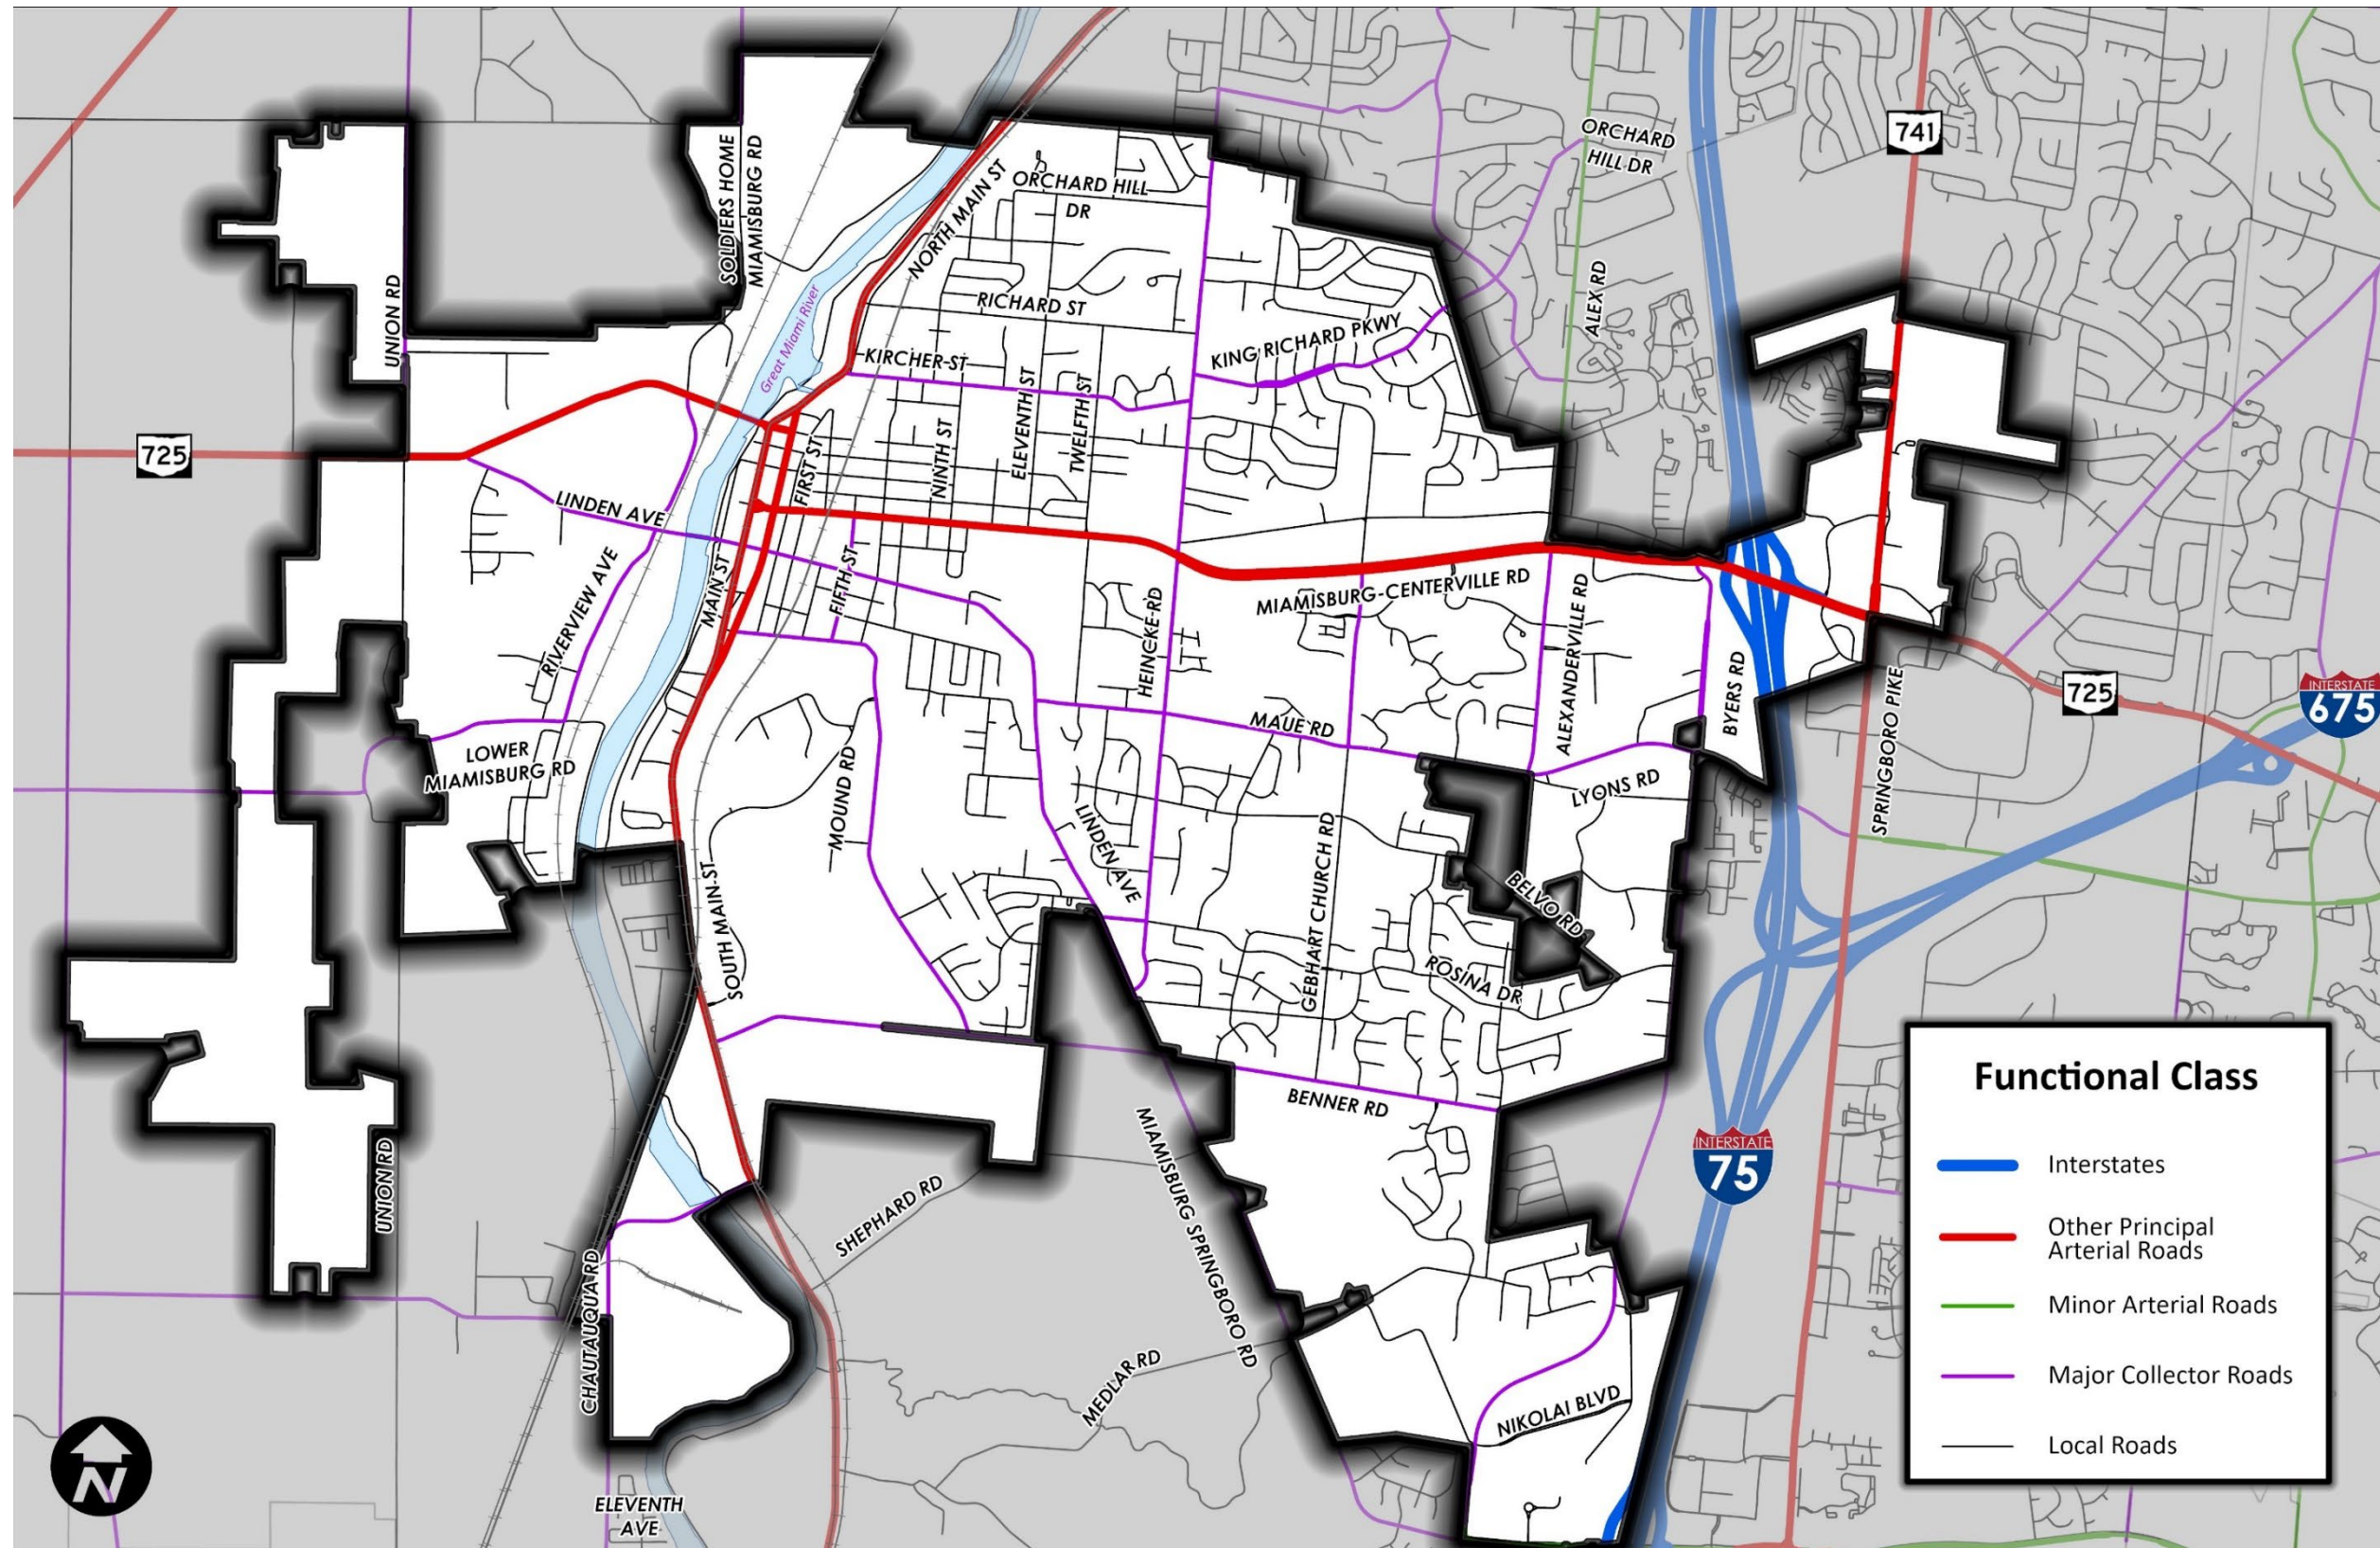 ORCHARD
HILL DR
741
SOLDIERS HOME
MIAMISBURG RD
NORTH MAIN ST
ORCHARD HILL
DR
Great Miami River
UNION RD
RICHARD ST
ALEX RD
KING RICHARD PKWY
KIRCHER ST
ELEVENTH ST
TWELFTH ST
NINTH ST
FIRST ST
725
LINDEN AVE
RIVERVIEW AVE
MAIN ST
FIFTH ST
MIAMISBURG-CENTERVILLE RD
HEINCKE RD
ALEXANDERVILLE RD
BYERS RD
SPRINGBORO PIKE
725
INTERSTATE
675
MAUE RD
LOWER
MIAMISBURG RD
MOUND RD
LYONS RD
LINDEN AVE
GEBHART CHURCH RD
BELVO RD
SOUTH MAIN ST
ROSINA DR
BENNER RD
UNION RD
SHEPHARD RD
MIAMISBURG SPRINGBORO RD
INTERSTATE
75
CHAUTAUQUA RD
MEDLAR RD
NIKOLAI BLVD
ELEVENTH
AVE
N
Functional Class
Interstates
Other Principal
Arterial Roads
Minor Arterial Roads
Major Collector Roads
Local Roads